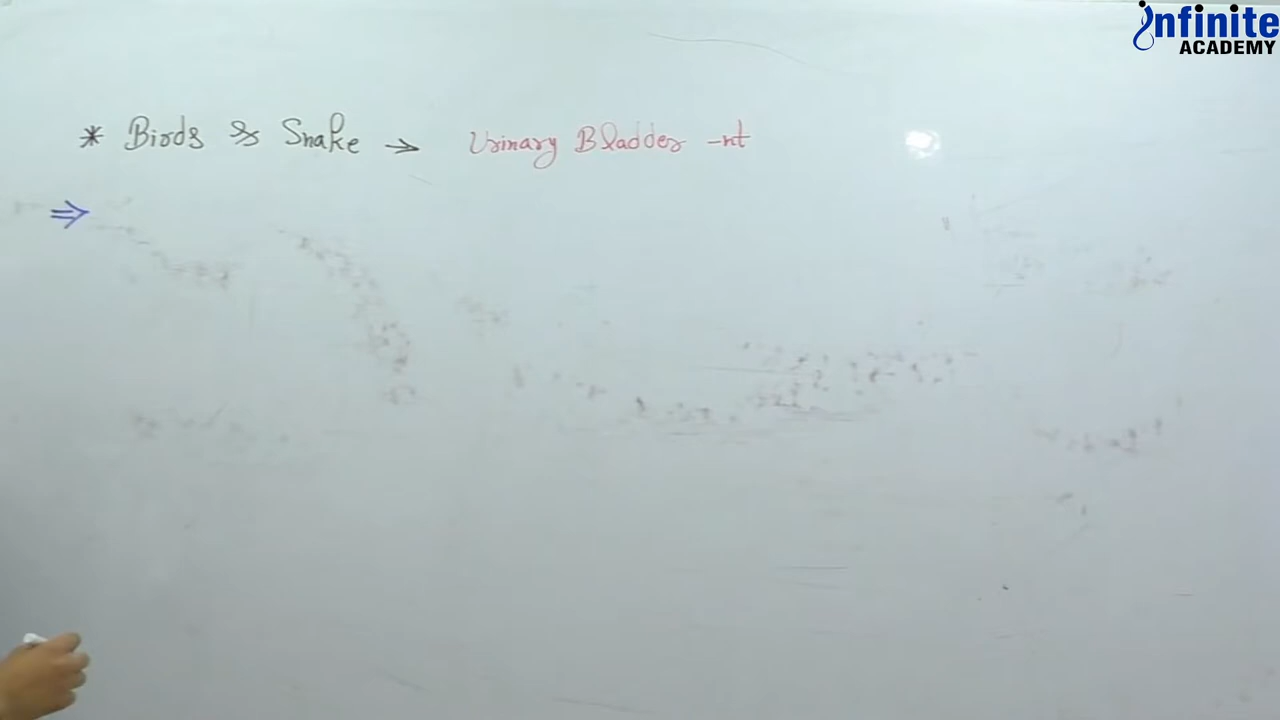 infinite
ACADEMY
* Birds & Snake → Urinary Bladder -nt
⇒